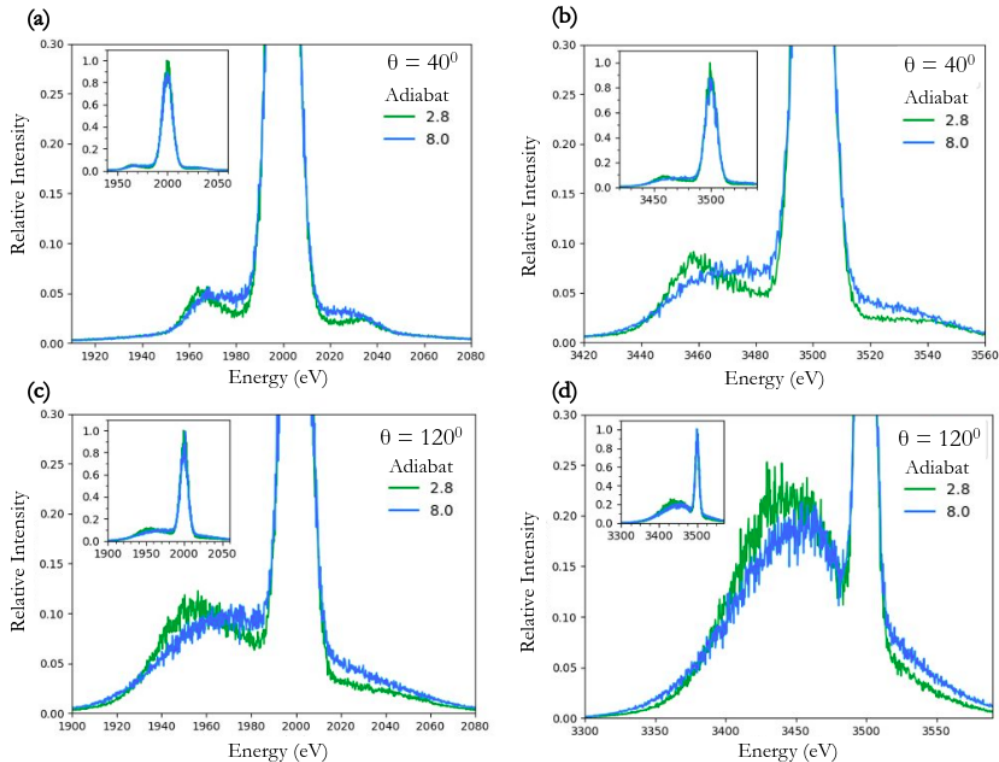 (a)
0.30
0.25
0.20
0.15
0.10
0.05
0.00
Relative Intensity
1920 1940 1960 1980 2000 2020 2040 2060 2080
Energy (eV)
1.0
0.8
0.6
0.4
0.2
0.0
1950 2000 2050
θ = 40⁰
Adiabat
2.8
8.0
(b)
0.30
0.25
0.20
0.15
0.10
0.05
0.00
Relative Intensity
3420 3440 3460 3480 3500 3520 3540 3560
Energy (eV)
1.0
0.8
0.6
0.4
0.2
0.0
3450 3500
θ = 40⁰
Adiabat
2.8
8.0
(c)
0.30
0.25
0.20
0.15
0.10
0.05
0.00
Relative Intensity
1900 1920 1940 1960 1980 2000 2020 2040 2060 2080
Energy (eV)
1.0
0.8
0.6
0.4
0.2
0.0
1900 1950 2000 2050
θ = 120⁰
Adiabat
2.8
8.0
(d)
0.30
0.25
0.20
0.15
0.10
0.05
0.00
Relative Intensity
3300 3350 3400 3450 3500 3550
Energy (eV)
1.0
0.8
0.6
0.4
0.2
0.0
3300 3400 3500
θ = 120⁰
Adiabat
2.8
8.0